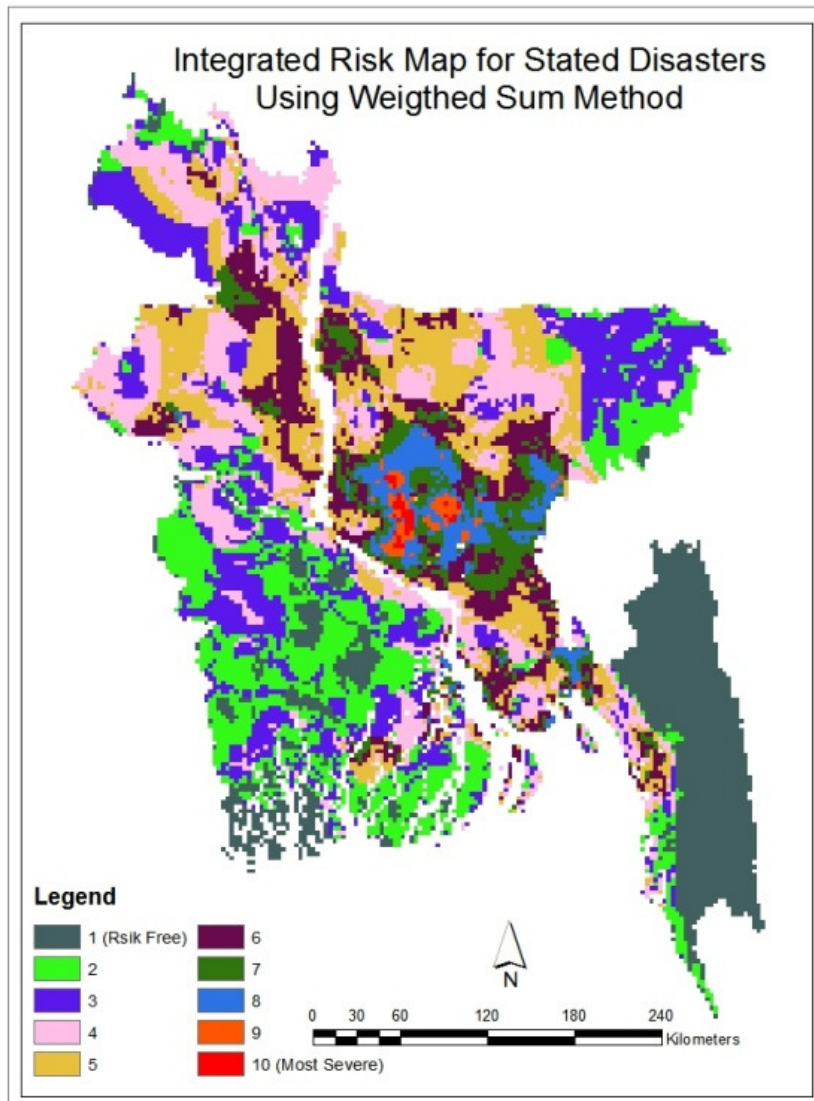 Integrated Risk Map for Stated Disasters
Using Weigthed Sum Method
Legend
1 (Rsik Free)
2
3
4
5
6
7
8
9
10 (Most Severe)
N
0 30 60 120 180 240
Kilometers